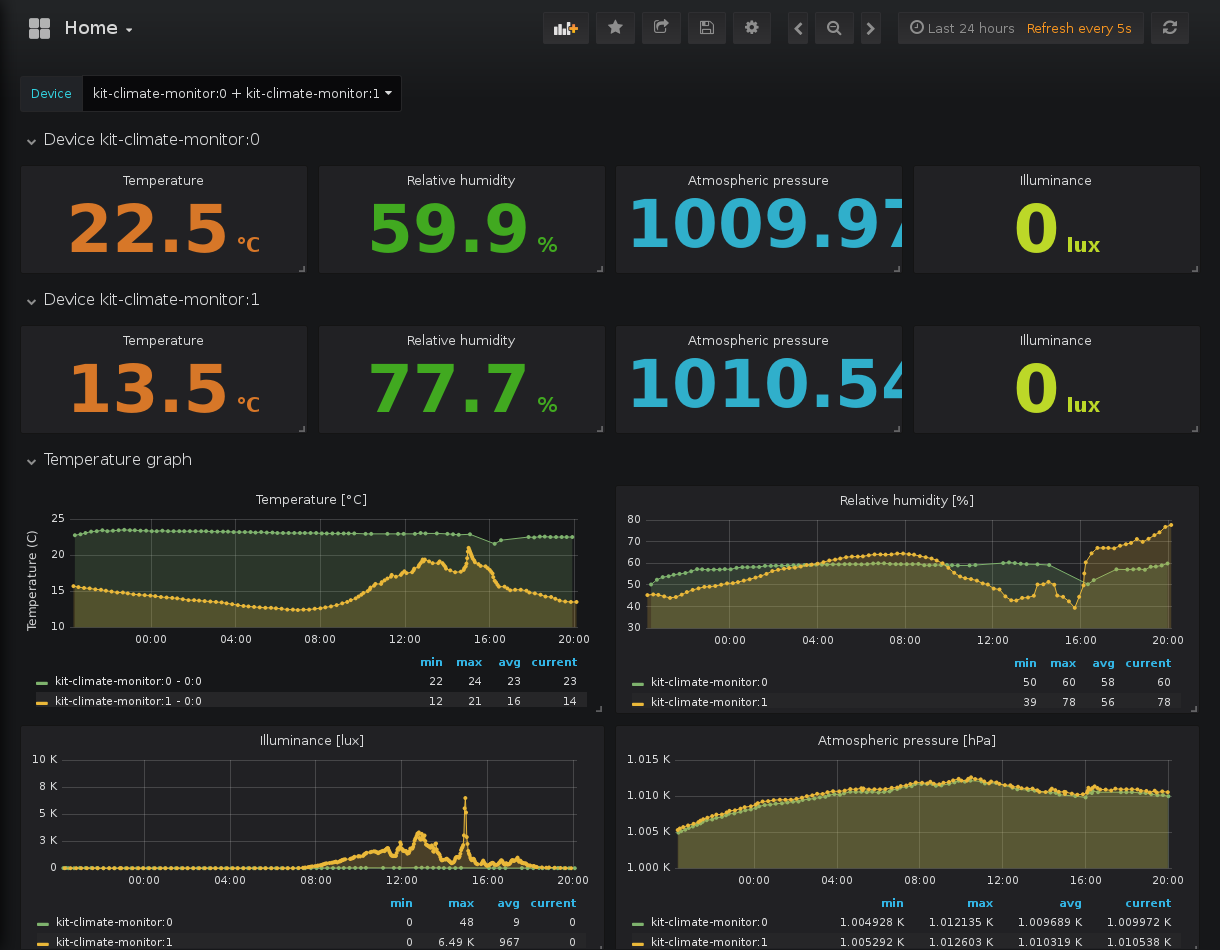 Home
Last 24 hours Refresh every 5s
Device kit-climate-monitor:0 + kit-climate-monitor:1
Device kit-climate-monitor:0
Temperature Relative humidity Atmospheric pressure Illuminance
22.5 °C 59.9 % 1009.97 0 lux
Device kit-climate-monitor:1
Temperature Relative humidity Atmospheric pressure Illuminance
13.5 °C 77.7 % 1010.54 0 lux
Temperature graph
Temperature [°C]
Temperature (C)
25
20
15
10
00:00 04:00 08:00 12:00 16:00 20:00
min max avg current
kit-climate-monitor:0 - 0:0 22 24 23 23
kit-climate-monitor:1 - 0:0 12 21 16 14
Relative humidity [%]
80
70
60
50
40
30
00:00 04:00 08:00 12:00 16:00 20:00
min max avg current
kit-climate-monitor:0 50 60 58 60
kit-climate-monitor:1 39 78 56 78
Illuminance [lux]
10 K
8 K
5 K
3 K
0
00:00 04:00 08:00 12:00 16:00 20:00
min max avg current
kit-climate-monitor:0 0 48 9 0
kit-climate-monitor:1 0 6.49 K 967 0
Atmospheric pressure [hPa]
1.015 K
1.010 K
1.005 K
1.000 K
00:00 04:00 08:00 12:00 16:00 20:00
min max avg current
kit-climate-monitor:0 1.004928 K 1.012135 K 1.009689 K 1.009972 K
kit-climate-monitor:1 1.005292 K 1.012603 K 1.010319 K 1.010538 K